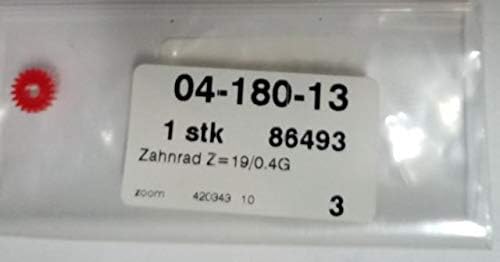 04-180-13
1 stk 86493
Zahnrad Z=19/0.4G
zoom 420343 10 3